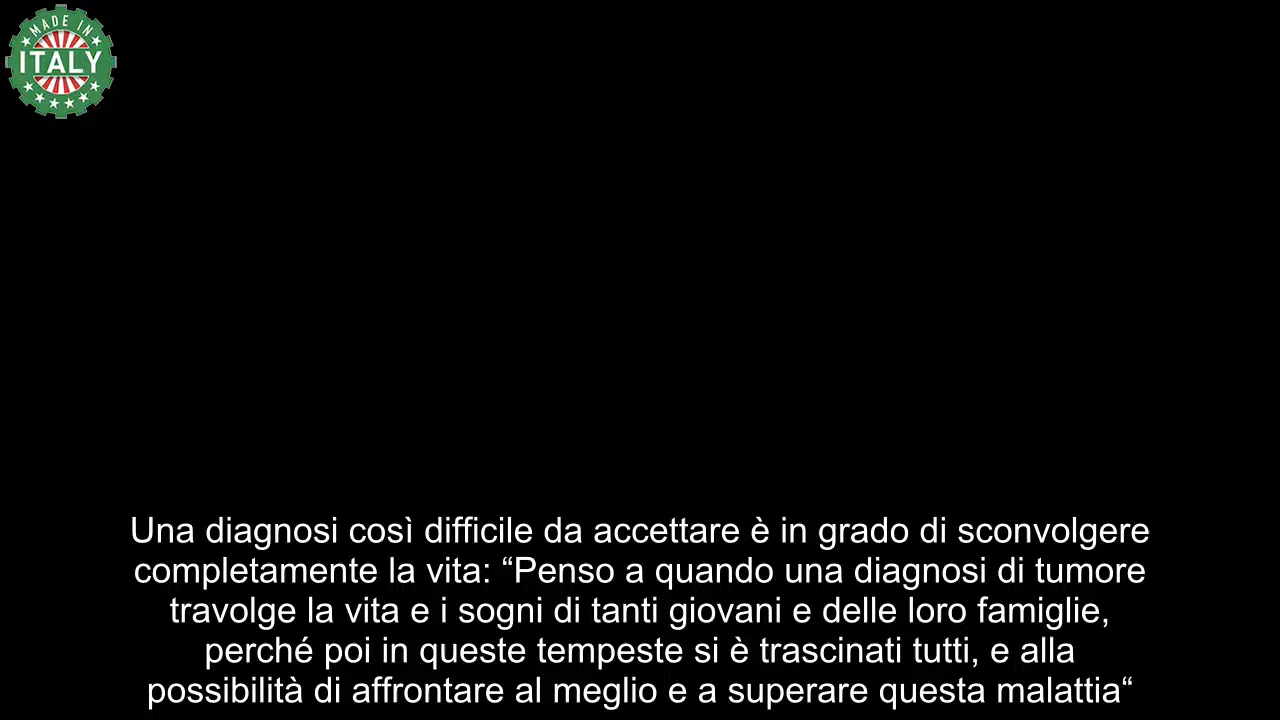 MADE IN
ITALY
Una diagnosi così difficile da accettare è in grado di sconvolgere
completamente la vita: “Penso a quando una diagnosi di tumore
travolge la vita e i sogni di tanti giovani e delle loro famiglie,
perché poi in queste tempeste si è trascinati tutti, e alla
possibilità di affrontare al meglio e a superare questa malattia“